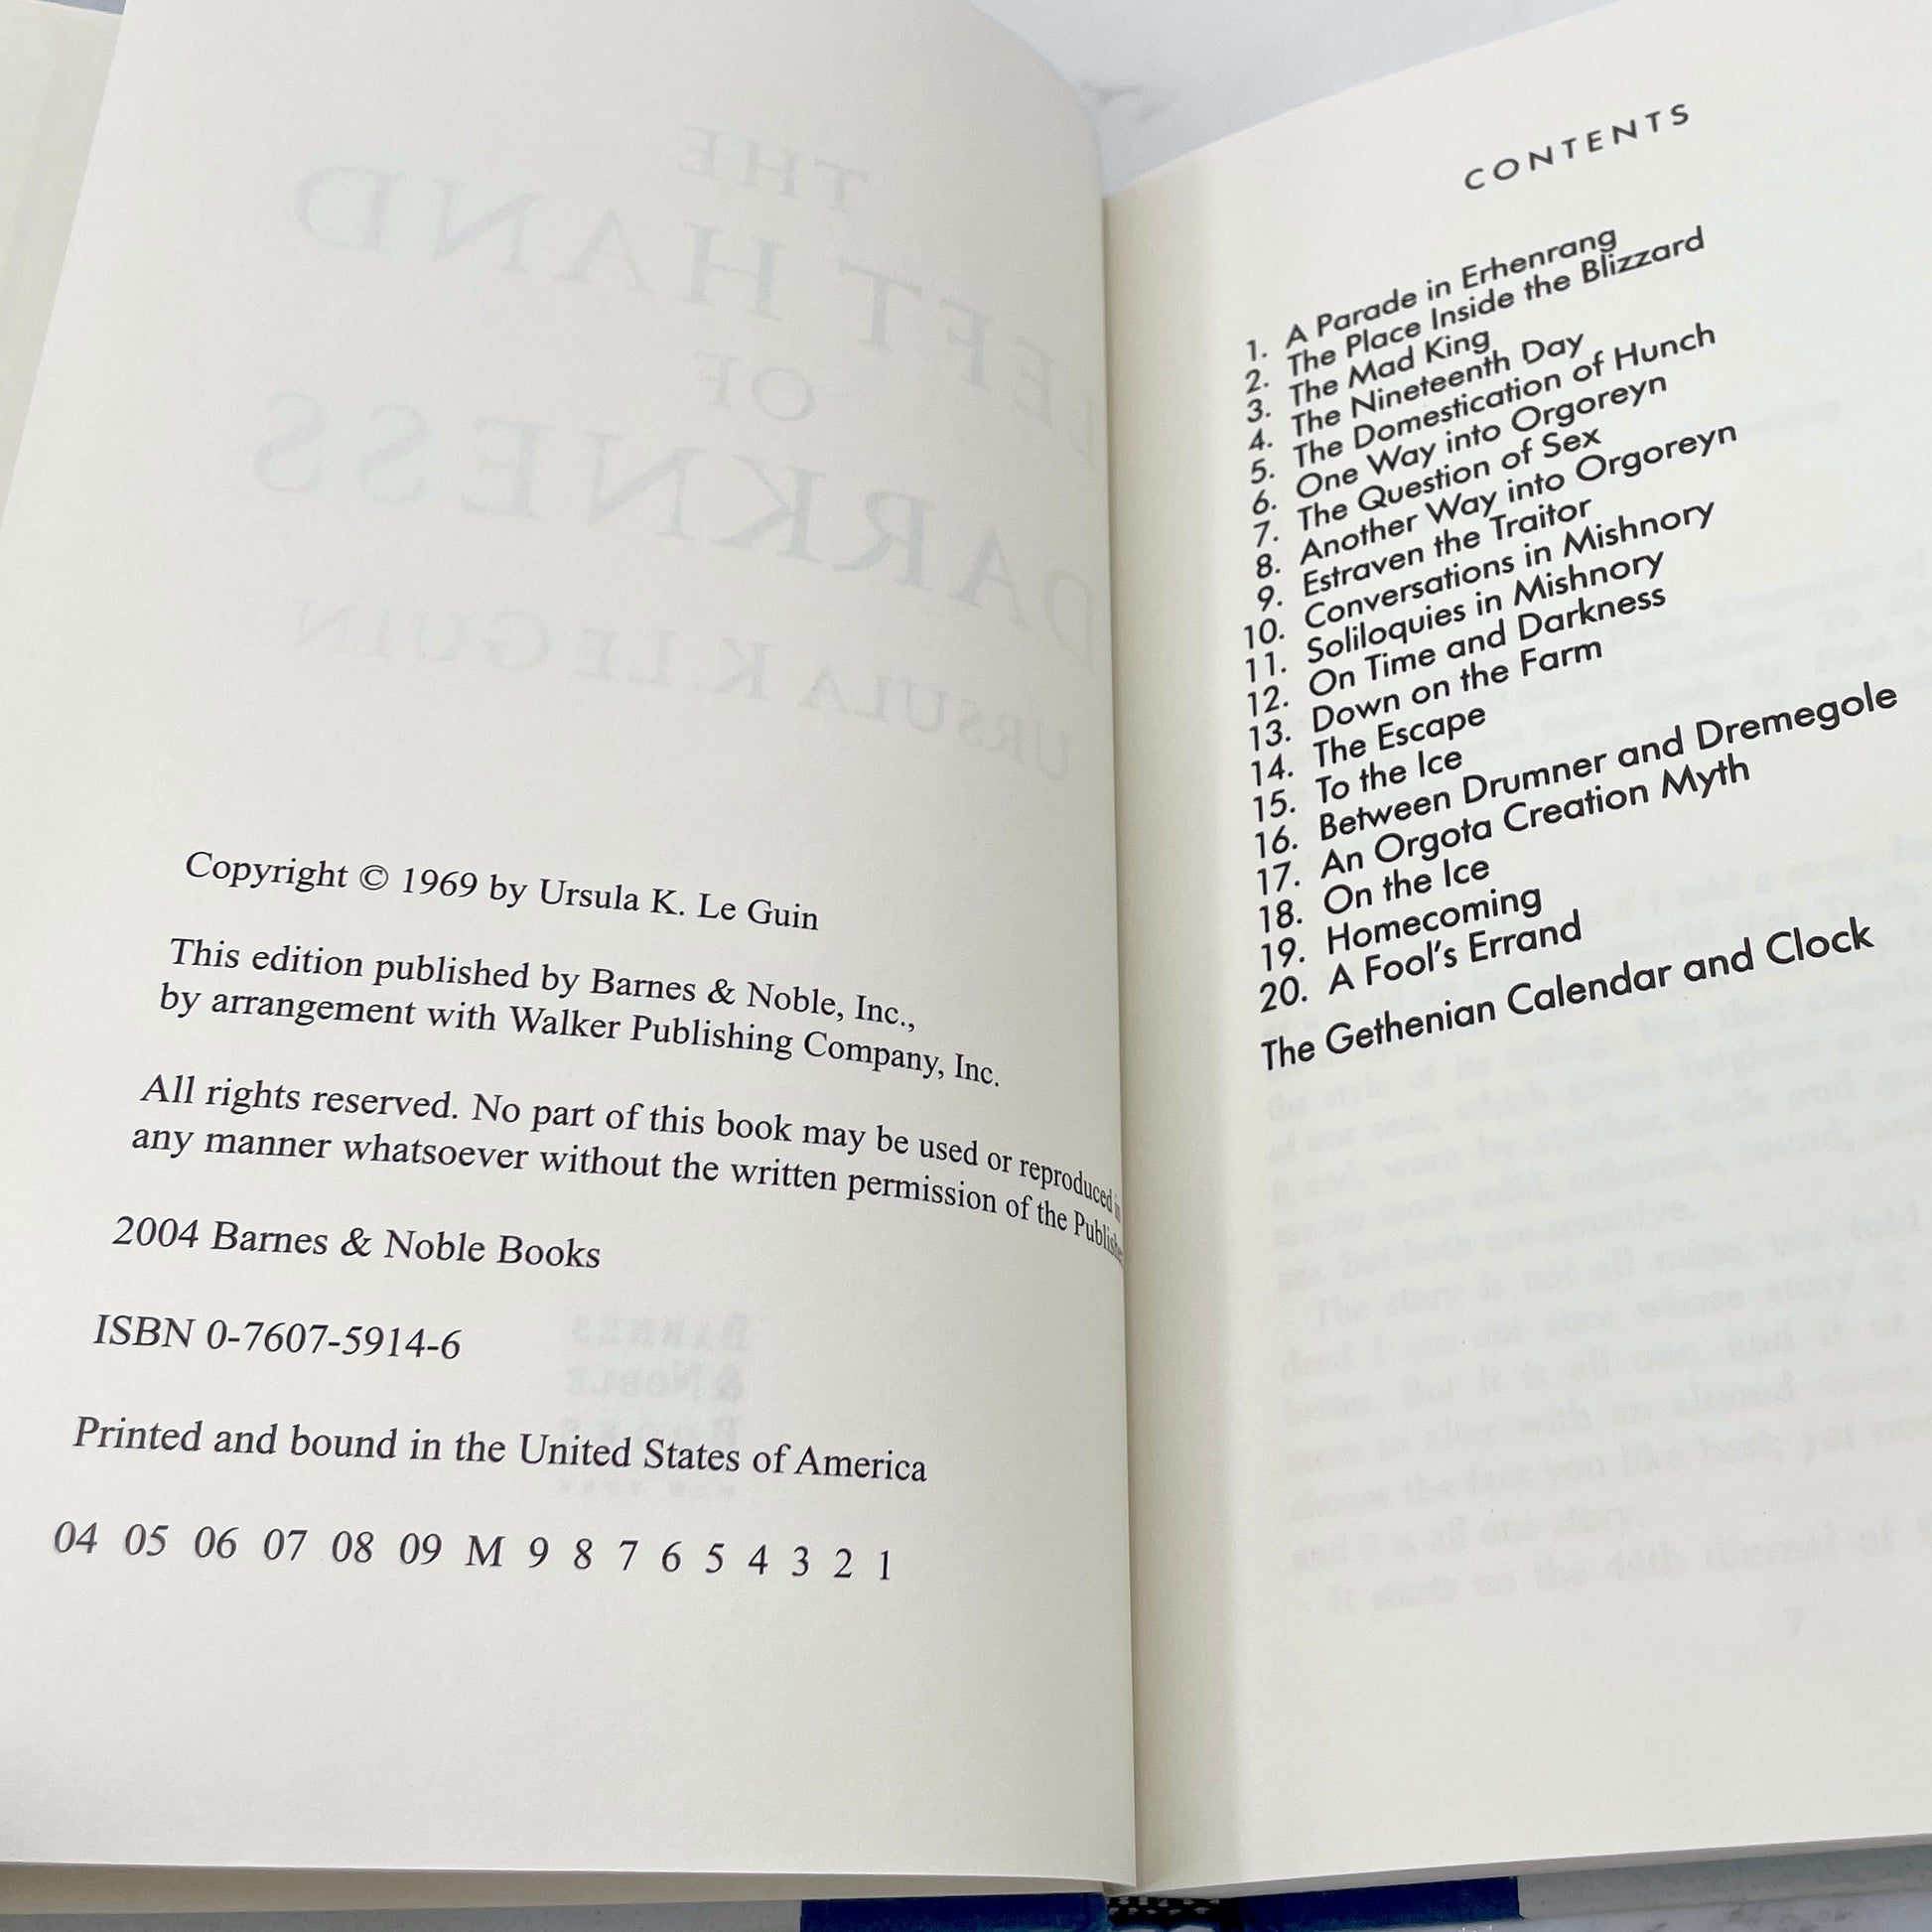 Copyright © 1969 by Ursula K. Le Guin
This edition published by Barnes & Noble, Inc.,
by arrangement with Walker Publishing Company, Inc.
All rights reserved. No part of this book may be used or reproduced in
any manner whatsoever without the written permission of the
2004 Barnes & Noble Books
ISBN 0-7607-5914-6
Printed and bound in the United States of America
04 05 06 07 08 09 M 9 8 7 6 5 4 3 2 1
THE
LEFT HAND
OF
DARKNESS
URSULA K. LE GUIN
BARNES
& NOBLE
BOOKS
NEW YORK
CONTENTS
1. A Parade in Erhenrang
2. The Place Inside the Blizzard
3. The Mad King
4. The Nineteenth Day
5. The Domestication of Hunch
6. One Way into Orgoreyn
7. The Question of Sex
8. Another Way into Orgoreyn
9. Estraven the Traitor
10. Conversations in Mishnory
11. Soliloquies in Mishnory
12. On Time and Darkness
13. Down on the Farm
14. The Escape
15. To the Ice
16. Between Drumner and Dremegole
17. An Orgota Creation Myth
18. On the Ice
19. Homecoming
20. A Fool's Errand
The Gethenian Calendar and Clock